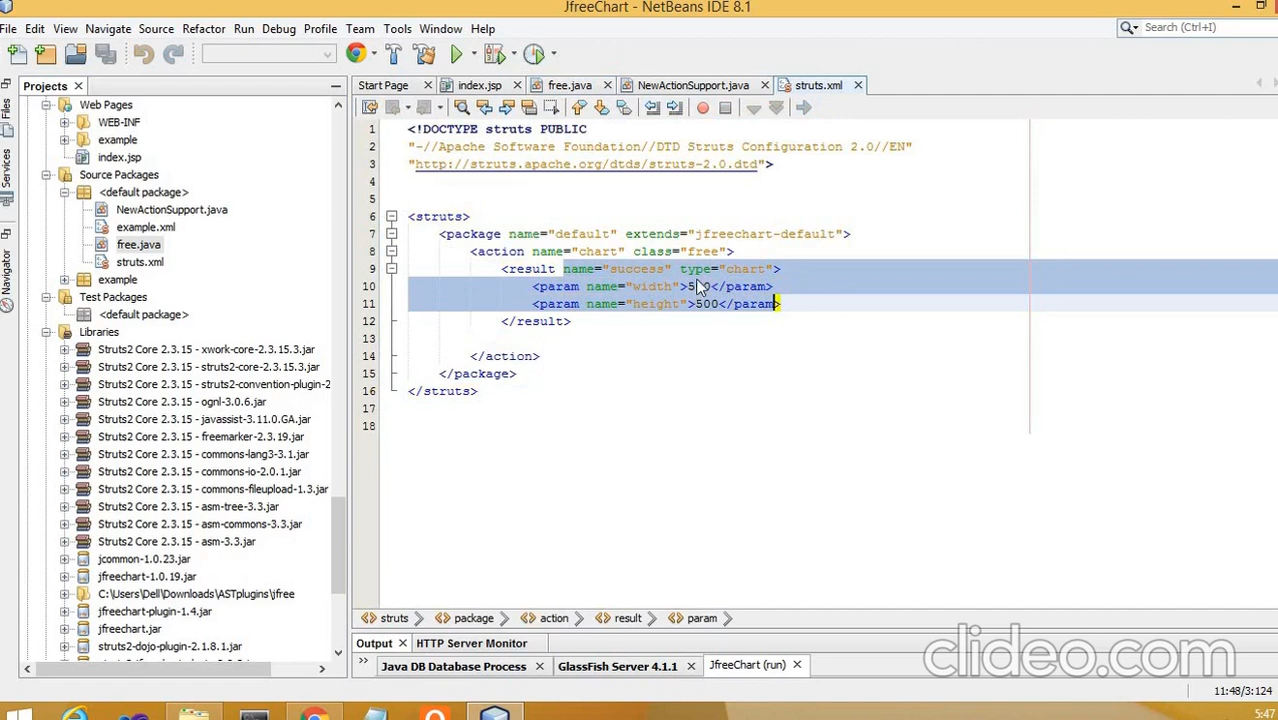 JfreeChart - NetBeans IDE 8.1
File Edit View Navigate Source Refactor Run Debug Profile Team Tools Window Help
Search (Ctrl+I)
Projects
Start Page
index.jsp
free.java
NewActionSupport.java
struts.xml
Files
Services
Navigator
Web Pages
WEB-INF
example
index.jsp
Source Packages
<default package>
NewActionSupport.java
example.xml
free.java
struts.xml
example
Test Packages
<default package>
Libraries
Struts2 Core 2.3.15 - xwork-core-2.3.15.3.jar
Struts2 Core 2.3.15 - struts2-core-2.3.15.3.jar
Struts2 Core 2.3.15 - struts2-convention-plugin-2
Struts2 Core 2.3.15 - ognl-3.0.6.jar
Struts2 Core 2.3.15 - javassist-3.11.0.GA.jar
Struts2 Core 2.3.15 - freemarker-2.3.19.jar
Struts2 Core 2.3.15 - commons-lang3-3.1.jar
Struts2 Core 2.3.15 - commons-io-2.0.1.jar
Struts2 Core 2.3.15 - commons-fileupload-1.3.jar
Struts2 Core 2.3.15 - asm-tree-3.3.jar
Struts2 Core 2.3.15 - asm-commons-3.3.jar
Struts2 Core 2.3.15 - asm-3.3.jar
jcommon-1.0.23.jar
jfreechart-1.0.19.jar
C:\Users\Dell\Downloads\ASTplugins\jfree
jfreechart-plugin-1.4.jar
jfreechart.jar
struts2-dojo-plugin-2.1.8.1.jar
1 <!DOCTYPE struts PUBLIC
2 "-//Apache Software Foundation//DTD Struts Configuration 2.0//EN"
3 "http://struts.apache.org/dtds/struts-2.0.dtd">
4
5
6 <struts>
7 <package name="default" extends="jfreechart-default">
8 <action name="chart" class="free">
9 <result name="success" type="chart">
10 <param name="width">500</param>
11 <param name="height">500</param>
12 </result>
13
14 </action>
15 </package>
16 </struts>
17
18
struts package action result param
Output
HTTP Server Monitor
Java DB Database Process
GlassFish Server 4.1.1
JfreeChart (run)
clideo.com
11:48/3:124
5:47